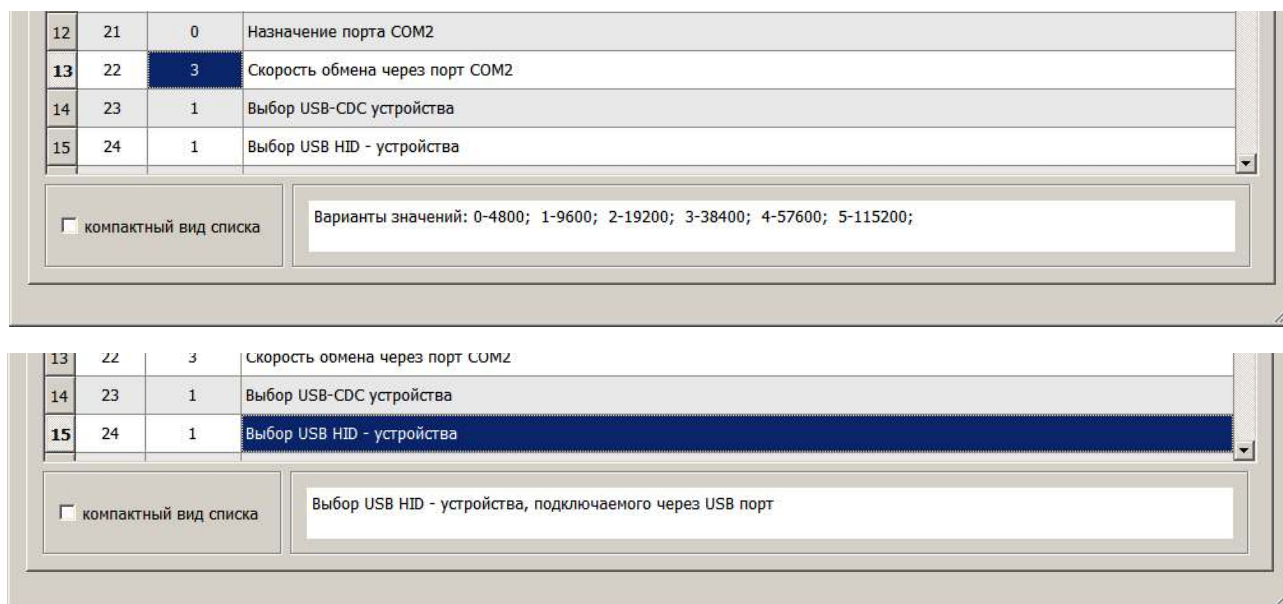 12 21 0 Назначение порта COM2
13 22 3 Скорость обмена через порт COM2
14 23 1 Выбор USB-CDC устройства
15 24 1 Выбор USB HID - устройства
компактный вид списка
Варианты значений: 0-4800; 1-9600; 2-19200; 3-38400; 4-57600; 5-115200;
13 22 3 Скорость обмена через порт COM2
14 23 1 Выбор USB-CDC устройства
15 24 1 Выбор USB HID - устройства
компактный вид списка
Выбор USB HID - устройства, подключаемого через USB порт